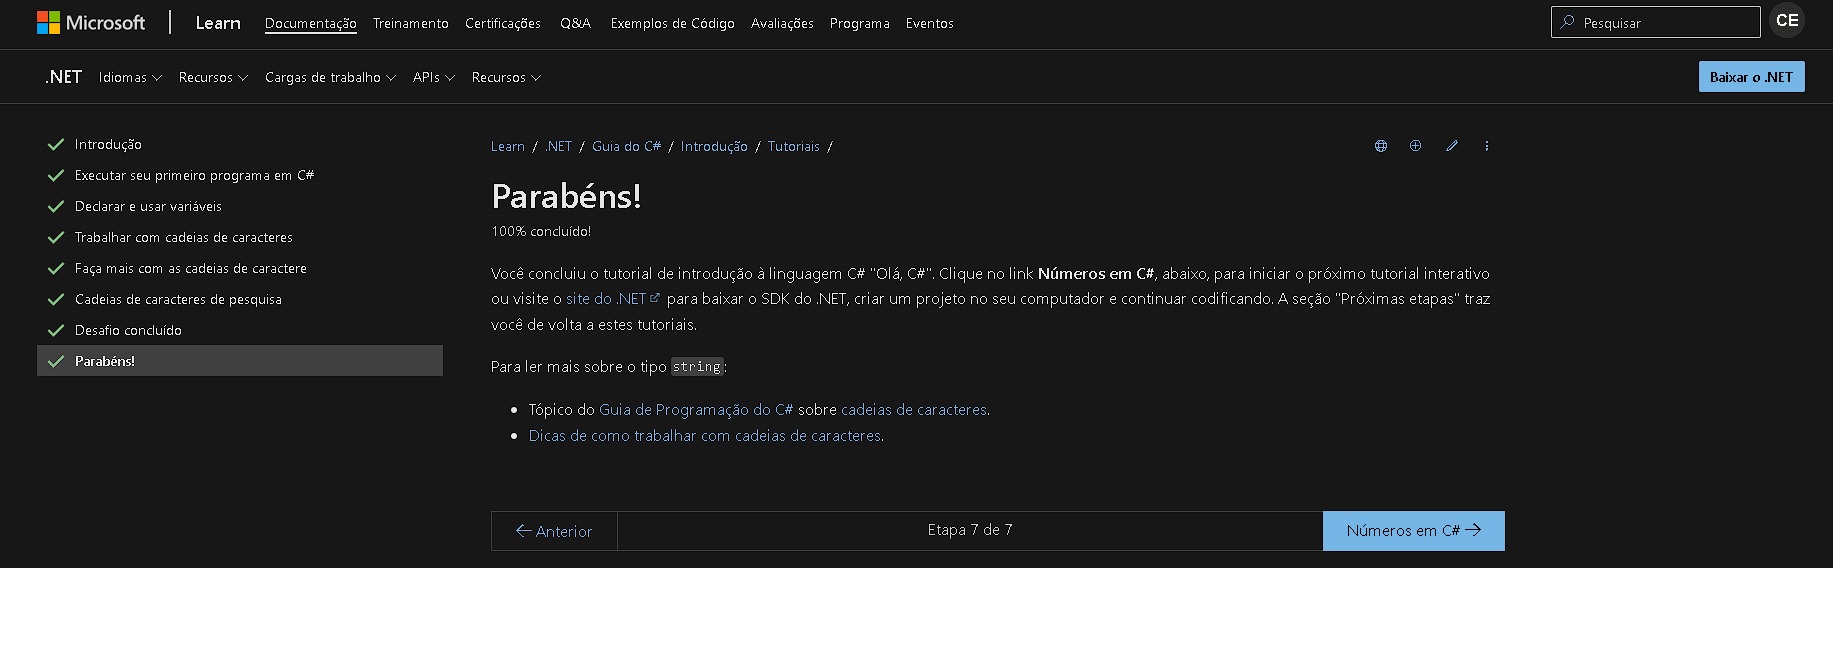 Microsoft Learn Documentação Treinamento Certificações Q&A Exemplos de Código Avaliações Programa Eventos Pesquisar CE
.NET Idiomas Recursos Cargas de trabalho APIs Recursos Baixar o .NET
Introdução
Executar seu primeiro programa em C#
Declarar e usar variáveis
Trabalhar com cadeias de caracteres
Faça mais com as cadeias de caractere
Cadeias de caracteres de pesquisa
Desafio concluído
Parabéns!
Learn / .NET / Guia do C# / Introdução / Tutoriais /
Parabéns!
100% concluído!
Você concluiu o tutorial de introdução à linguagem C# "Olá, C#". Clique no link Números em C#, abaixo, para iniciar o próximo tutorial interativo
ou visite o site do .NET para baixar o SDK do .NET, criar um projeto no seu computador e continuar codificando. A seção "Próximas etapas" traz
você de volta a estes tutoriais.
Para ler mais sobre o tipo string:
Tópico do Guia de Programação do C# sobre cadeias de caracteres.
Dicas de como trabalhar com cadeias de caracteres.
Anterior Etapa 7 de 7 Números em C#